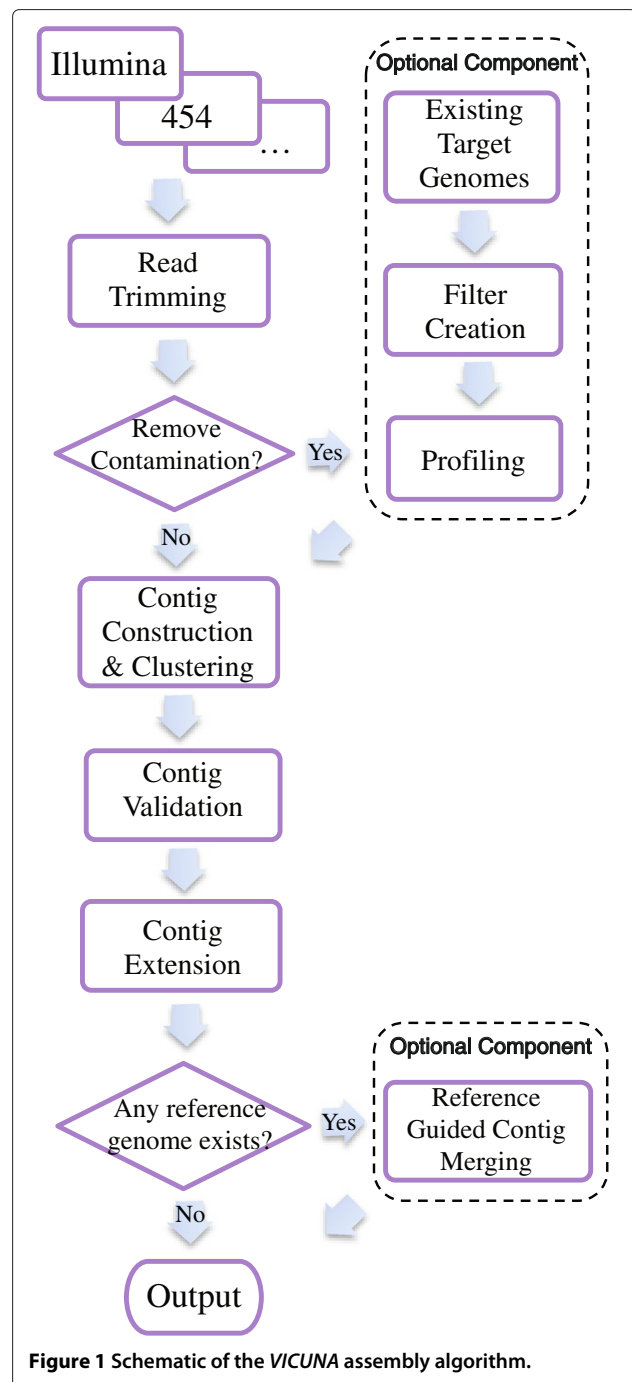 Illumina
454
...
Read
Trimming
Remove
Contamination?
Yes
No
Optional Component
Existing
Target
Genomes
Filter
Creation
Profiling
Contig
Construction
& Clustering
Contig
Validation
Contig
Extension
Any reference
genome exists?
Yes
No
Optional Component
Reference
Guided Contig
Merging
Output
Figure 1 Schematic of the VICUNA assembly algorithm.